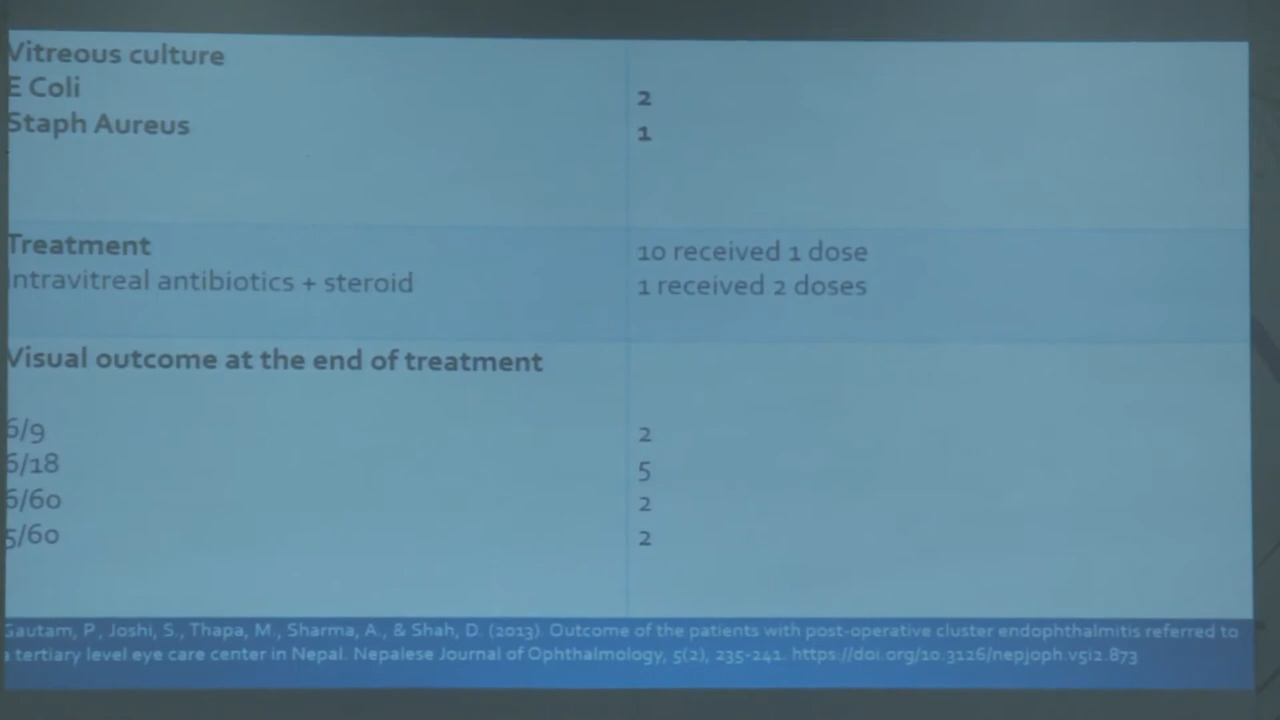 Vitreous culture
E Coli 2
Staph Aureus 1
Treatment 10 received 1 dose
Intravitreal antibiotics + steroid 1 received 2 doses
Visual outcome at the end of treatment
6/9 2
6/18 5
6/60 2
5/60 2
Gautam, P., Joshi, S., Thapa, M., Sharma, A., & Shah, D. (2013). Outcome of the patients with post-operative cluster endophthalmitis referred to
a tertiary level eye care center in Nepal. Nepalese Journal of Ophthalmology, 5(2), 235-241. https://doi.org/10.3126/nepjoph.v5i2.873